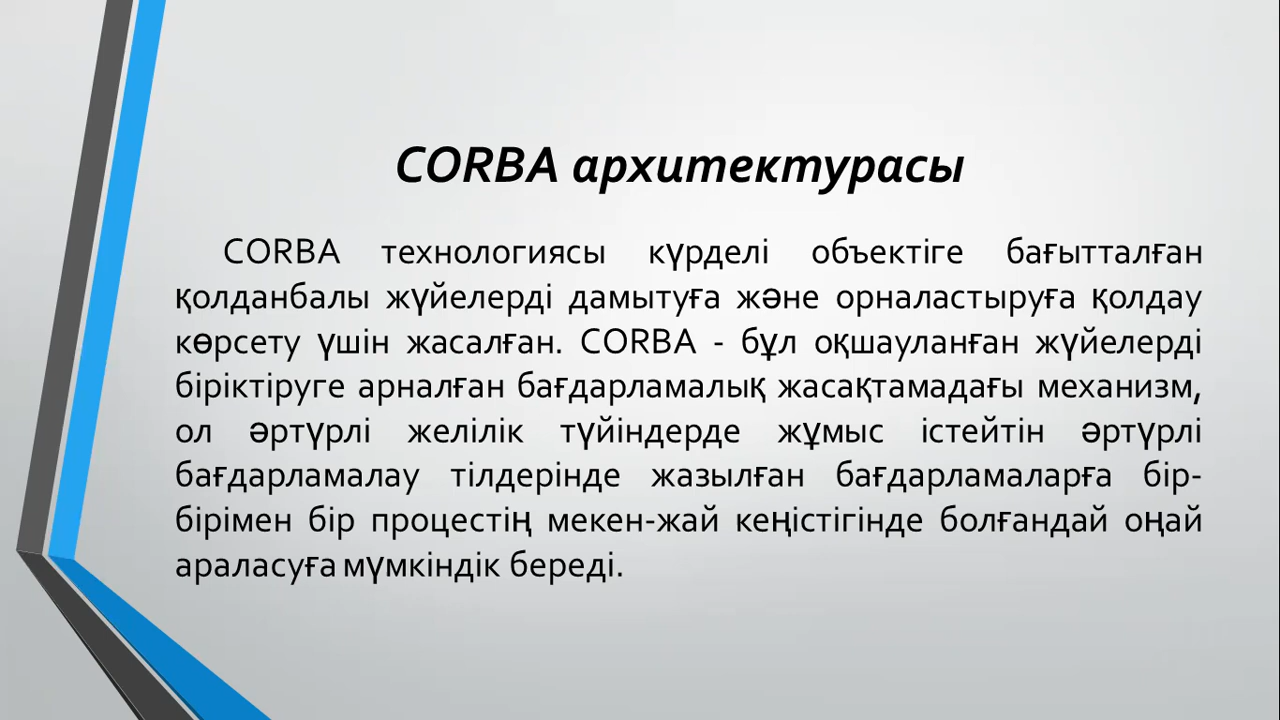 CORBA архитектурасы
CORBA технологиясы күрделі объектіге бағытталған
қолданбалы жүйелерді дамытуға және орналастыруға қолдау
көрсету үшін жасалған. CORBA - бұл оқшауланған жүйелерді
біріктіруге арналған бағдарламалық жасақтамадағы механизм,
ол әртүрлі желілік түйіндерде жұмыс істейтін әртүрлі
бағдарламалау тілдерінде жазылған бағдарламаларға бір-
бірімен бір процестің мекен-жай кеңістігінде болғандай оңай
араласуға мүмкіндік береді.